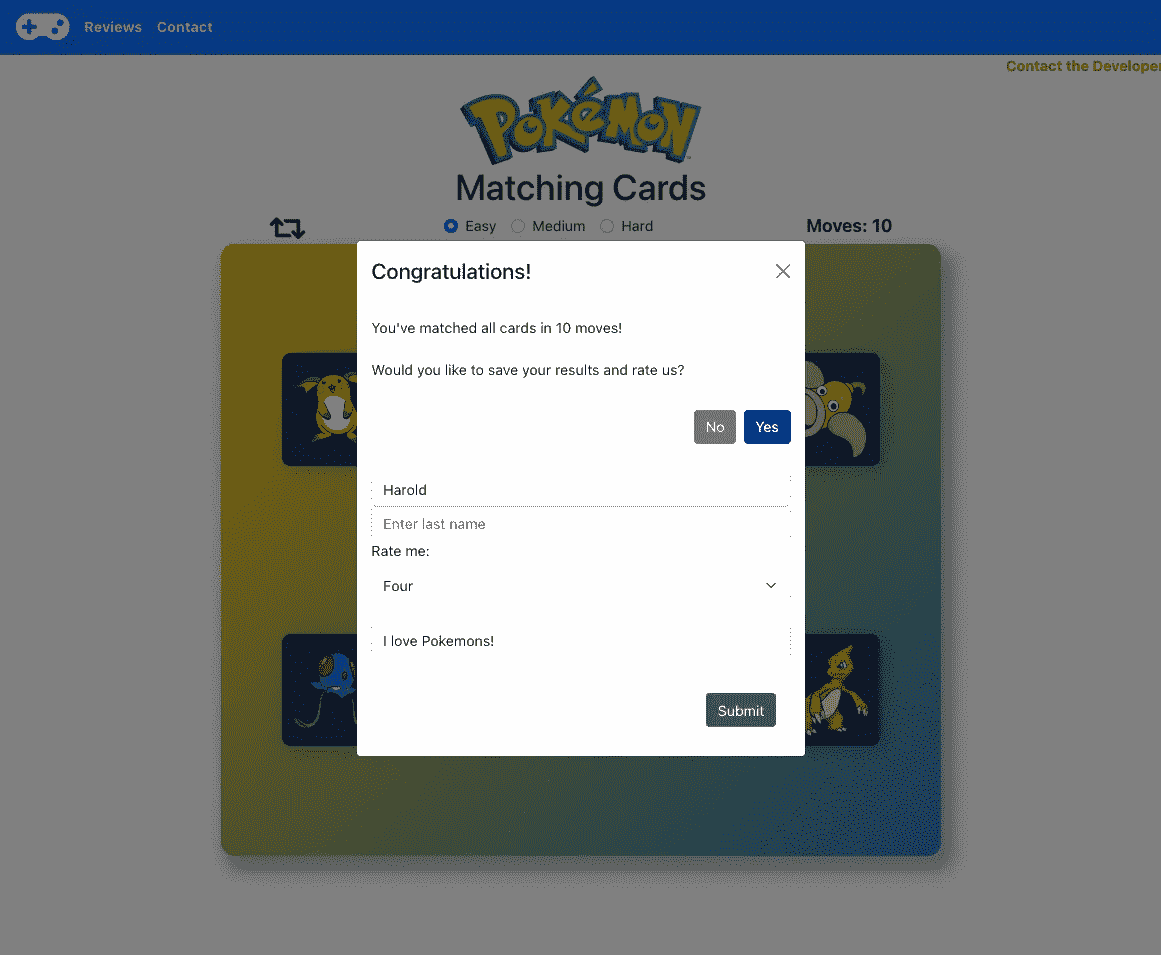 Reviews Contact
Contact the Developer
POKéMON
Matching Cards
Easy Medium Hard
Moves: 10
Congratulations!
You've matched all cards in 10 moves!
Would you like to save your results and rate us?
No Yes
Harold
Enter last name
Rate me:
Four
I love Pokemons!
Submit